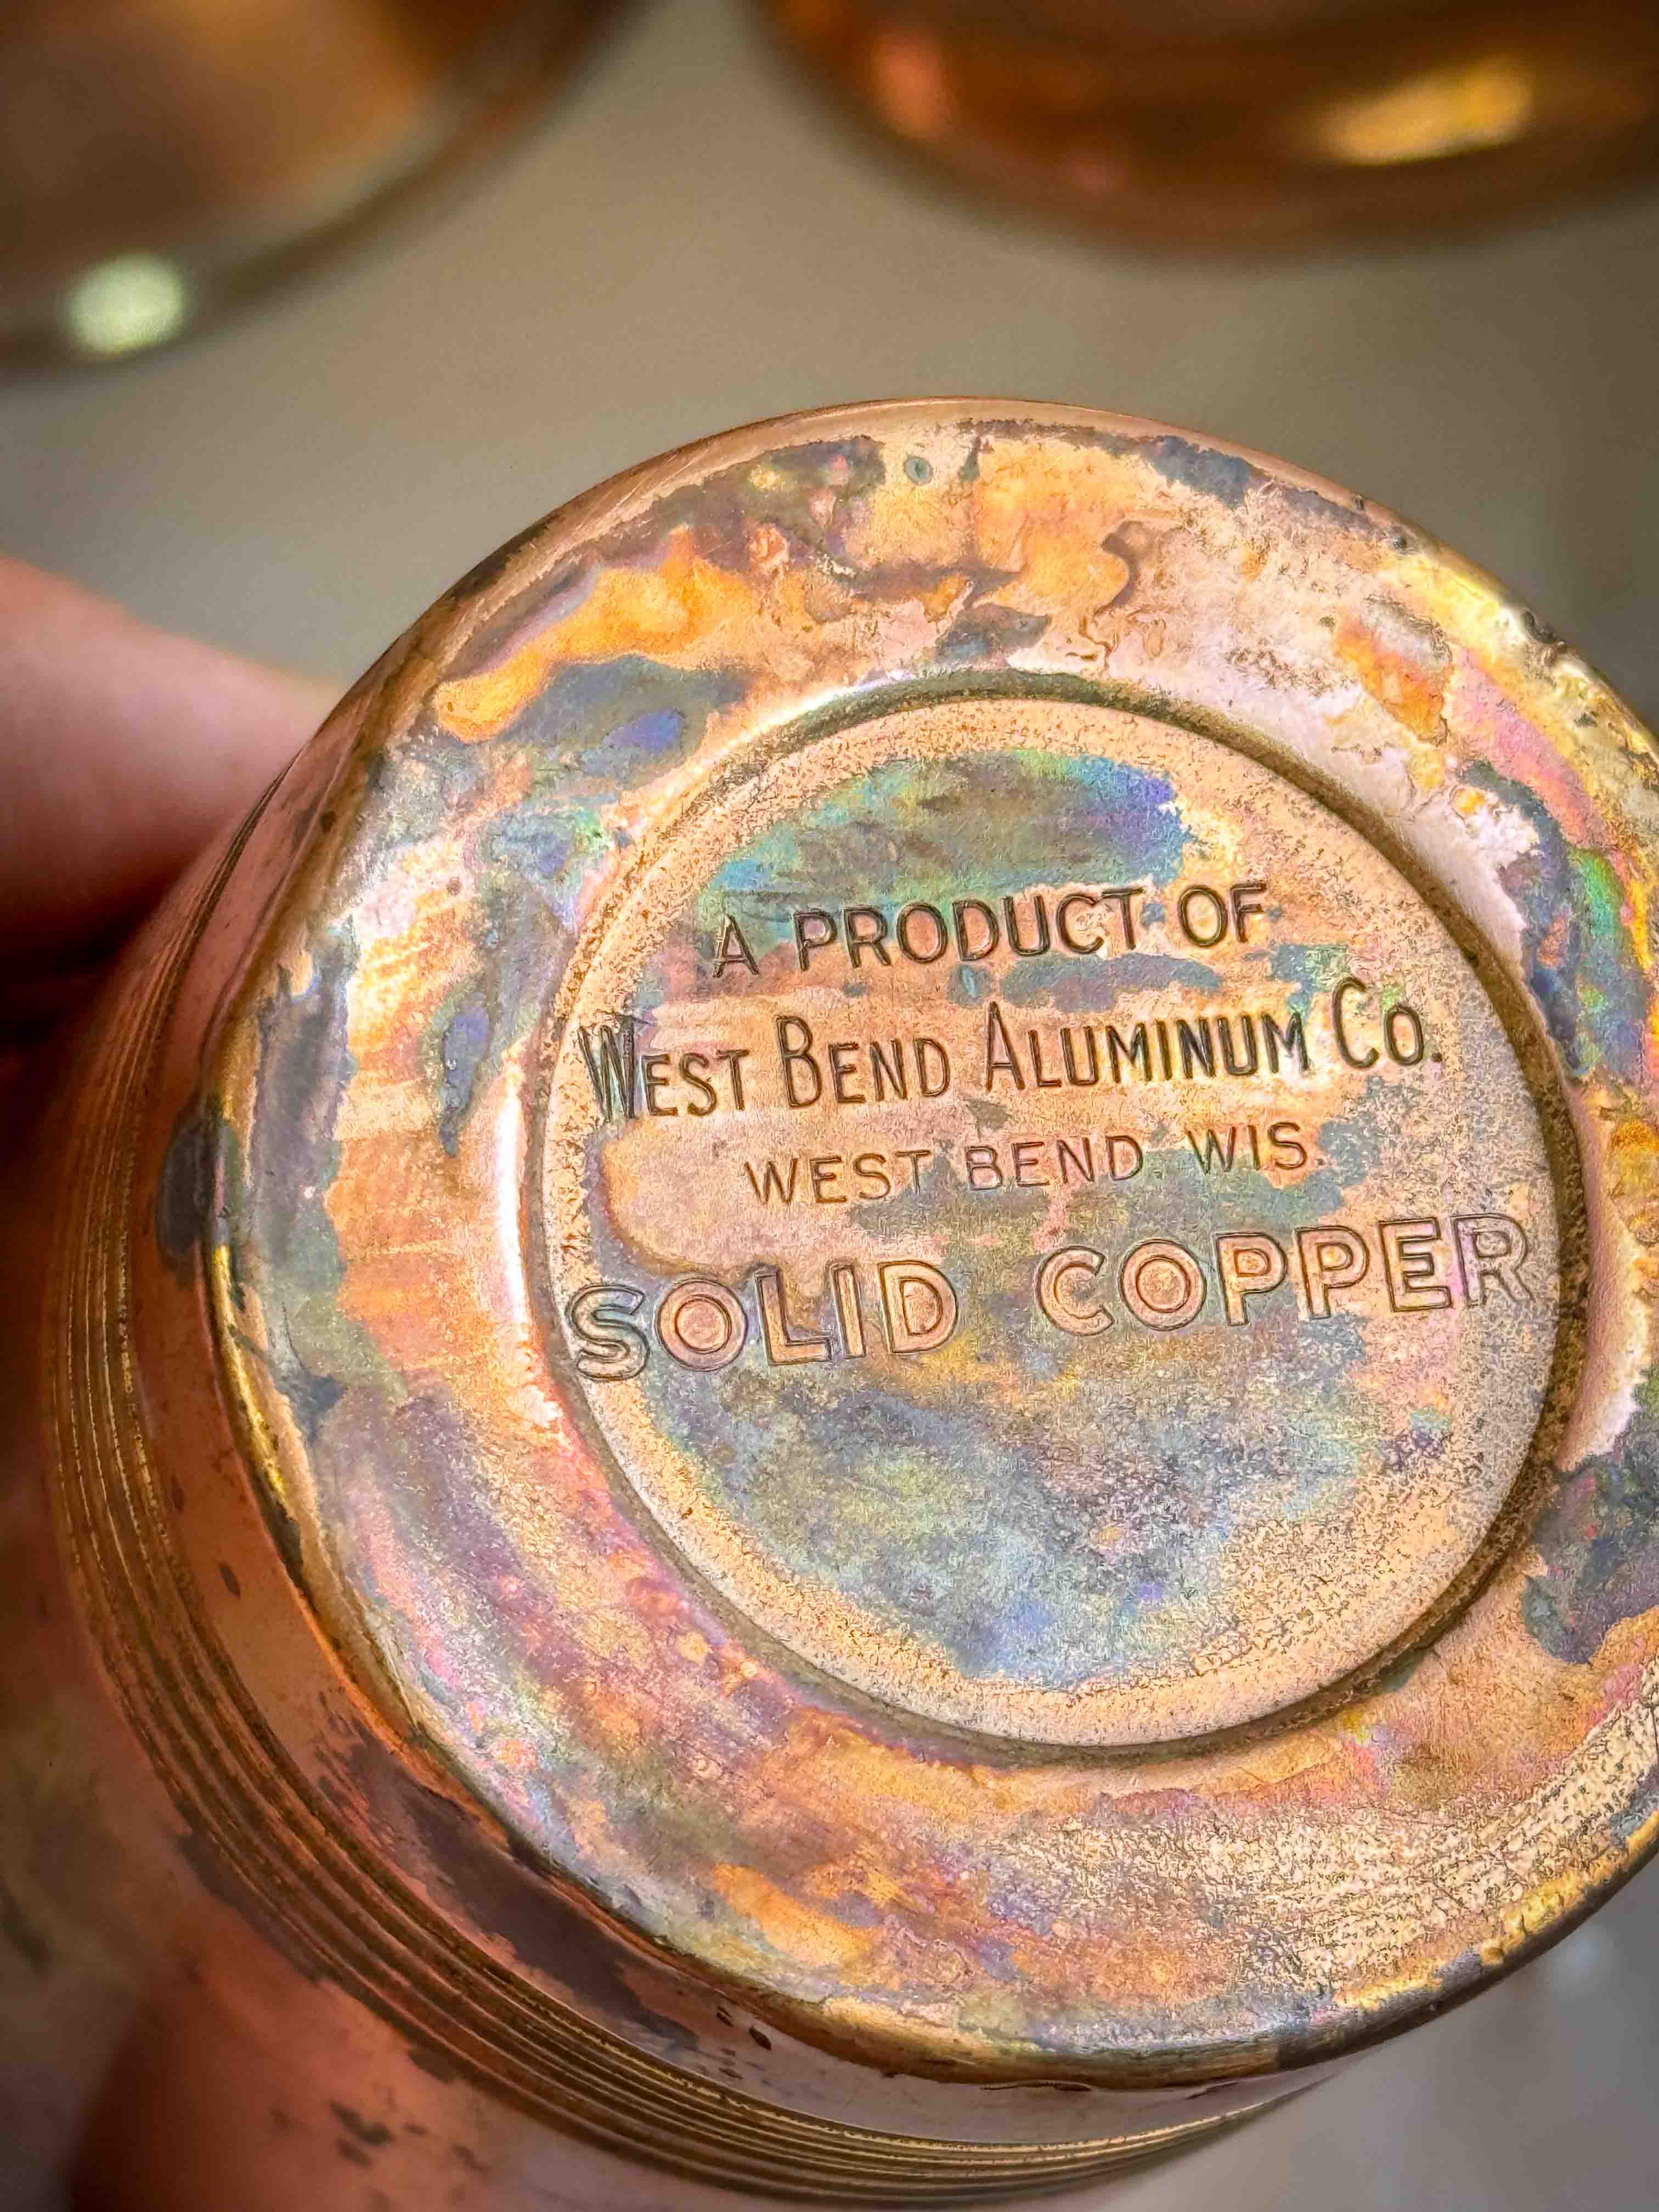 A PRODUCT OF
WEST BEND ALUMINUM CO.
WEST BEND, WIS.
SOLID COPPER